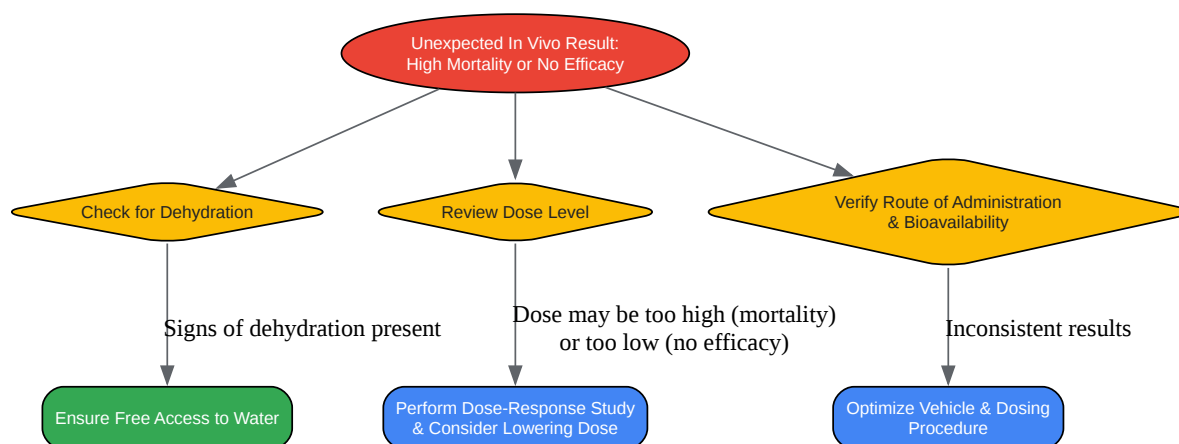 Unexpected In Vivo Result:
High Mortality or No Efficacy
Check for Dehydration
Review Dose Level
Verify Route of Administration
& Bioavailability
Signs of dehydration present
Dose may be too high (mortality)
or too low (no efficacy)
Inconsistent results
Ensure Free Access to Water
Perform Dose-Response Study
& Consider Lowering Dose
Optimize Vehicle & Dosing
Procedure